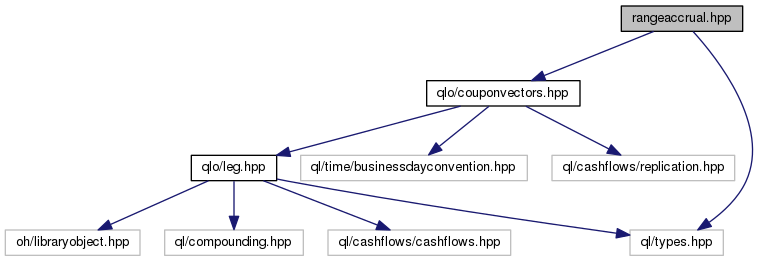 rangeaccrual.hpp
qlo/couponvectors.hpp
qlo/leg.hpp
ql/time/businessdayconvention.hpp
ql/cashflows/replication.hpp
oh/libraryobject.hpp
ql/compounding.hpp
ql/cashflows/cashflows.hpp
ql/types.hpp